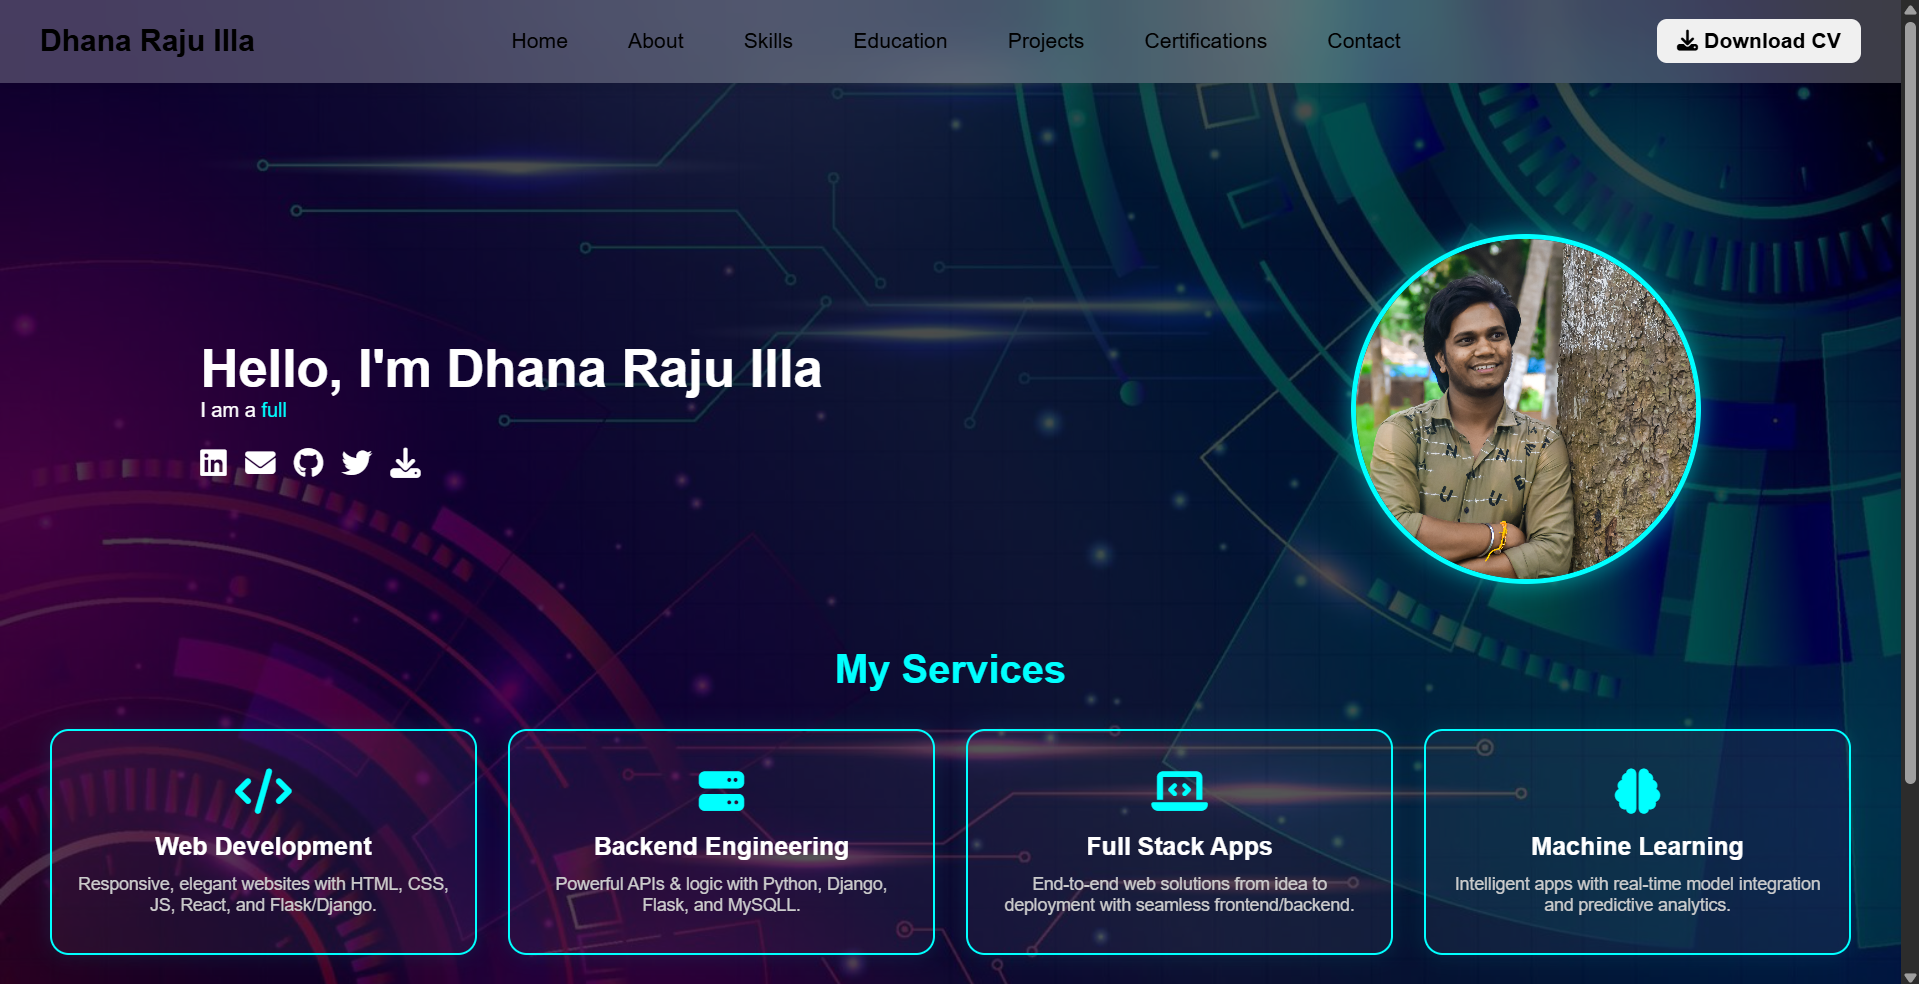 Dhana Raju Illa
Home About Skills Education Projects Certifications Contact
Download CV
Hello, I'm Dhana Raju Illa
I am a full
My Services
Web Development
Responsive, elegant websites with HTML, CSS,
JS, React, and Flask/Django.
Backend Engineering
Powerful APIs & logic with Python, Django,
Flask, and MySQLL.
Full Stack Apps
End-to-end web solutions from idea to
deployment with seamless frontend/backend.
Machine Learning
Intelligent apps with real-time model integration
and predictive analytics.